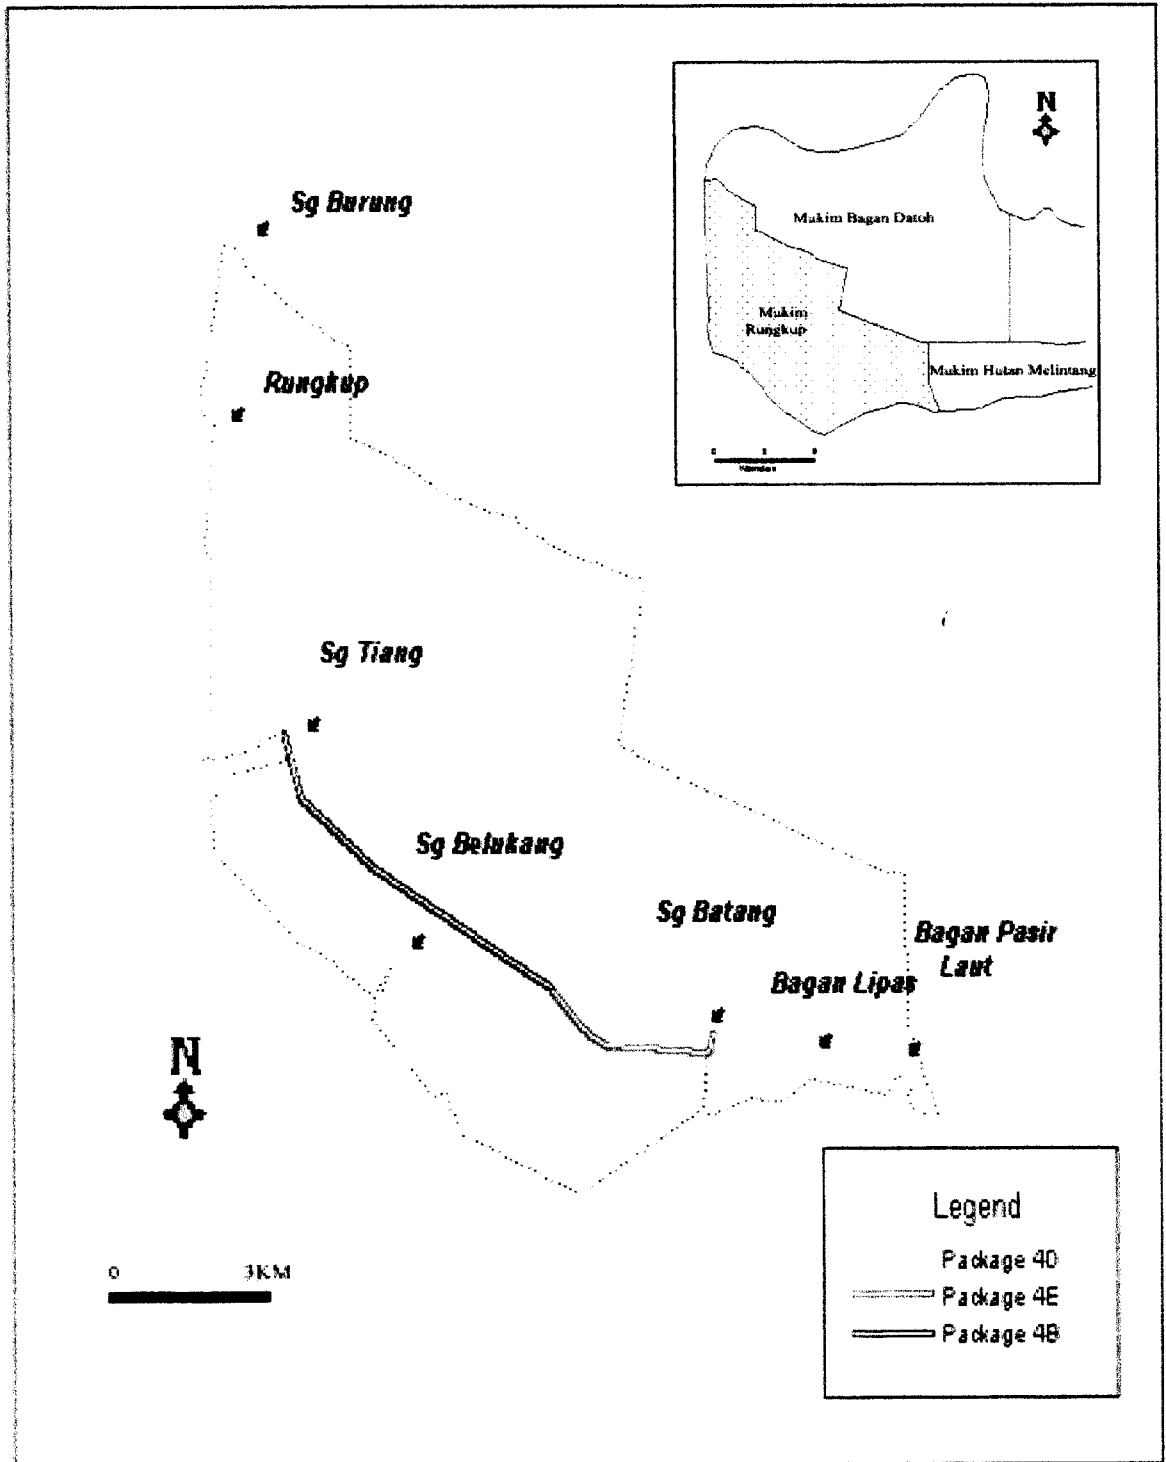 N
Mukim Bagan Datoh
Mukim
Rungkup
Mukim Hutan Melintang
Sg Burung
Rungkup
Sg Tiang
Sg Belukang
Sg Batang
Bagan Pasir
Laut
Bagan Lipas
N
0 3KM
Legend
Package 4D
Package 4E
Package 4B